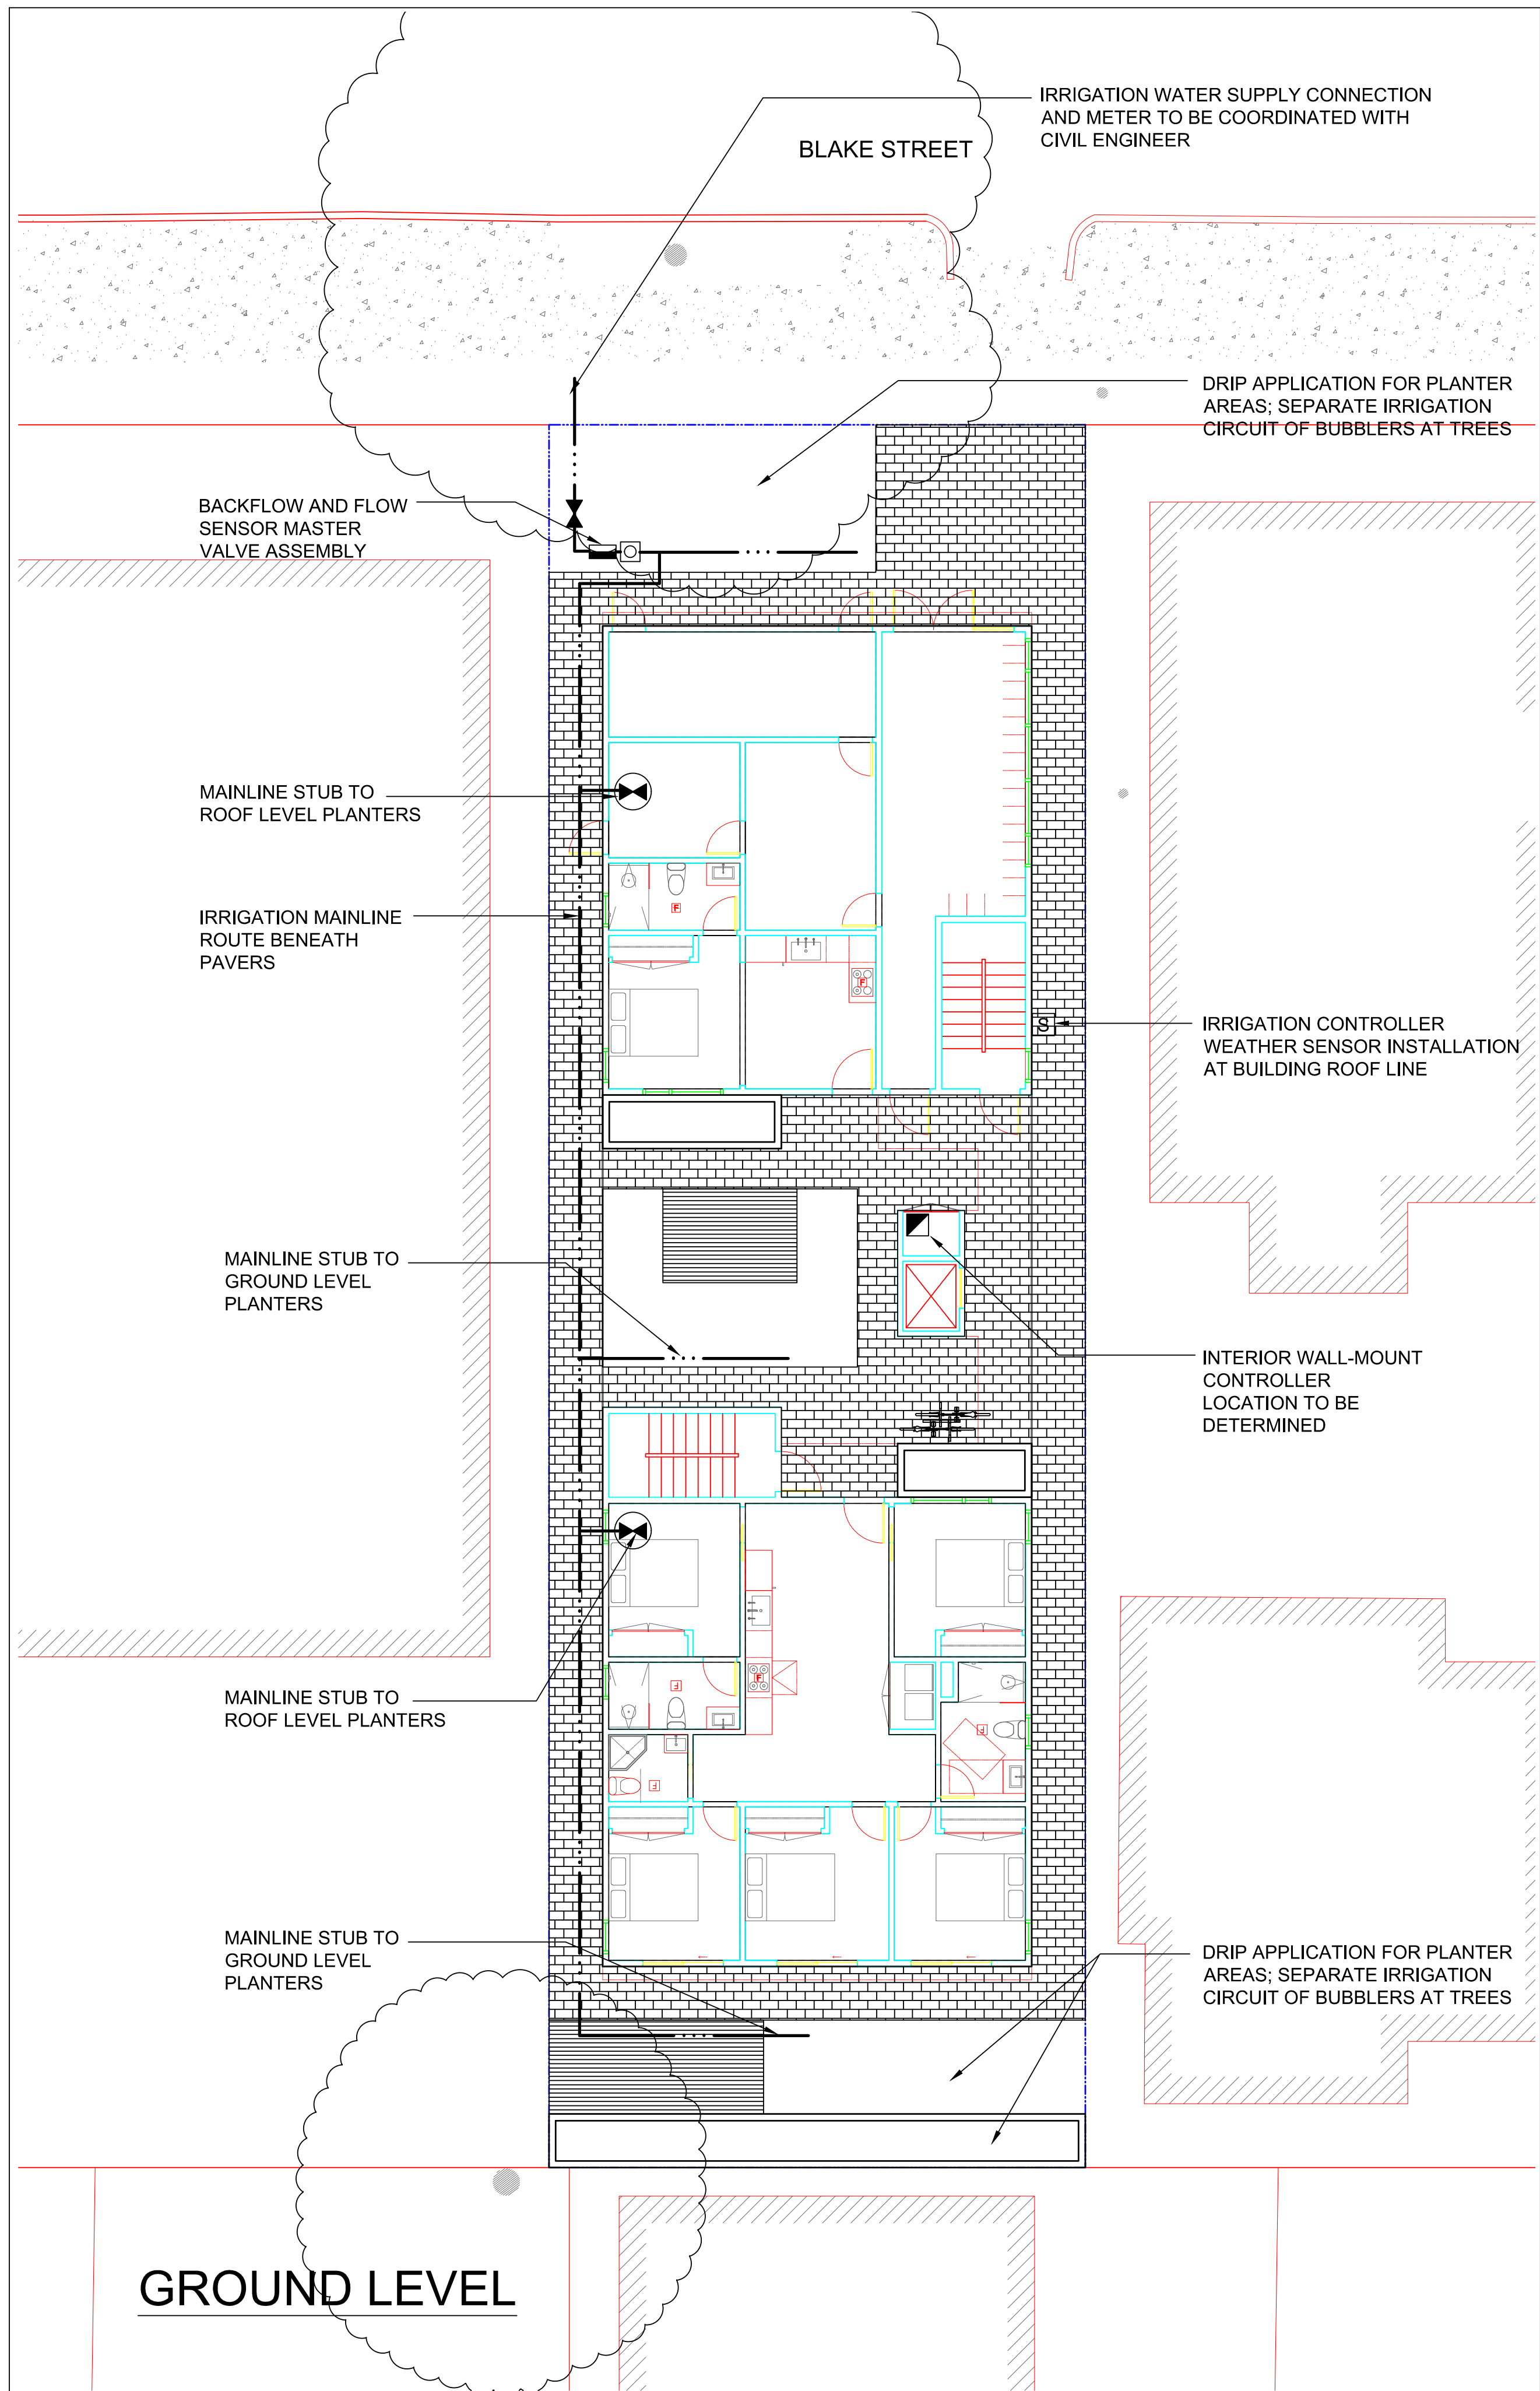 IRRIGATION WATER SUPPLY CONNECTION
AND METER TO BE COORDINATED WITH
CIVIL ENGINEER
BLAKE STREET
DRIP APPLICATION FOR PLANTER
AREAS; SEPARATE IRRIGATION
CIRCUIT OF BUBBLERS AT TREES
BACKFLOW AND FLOW
SENSOR MASTER
VALVE ASSEMBLY
MAINLINE STUB TO
ROOF LEVEL PLANTERS
IRRIGATION MAINLINE
ROUTE BENEATH
PAVERS
F
F
S
IRRIGATION CONTROLLER
WEATHER SENSOR INSTALLATION
AT BUILDING ROOF LINE
MAINLINE STUB TO
GROUND LEVEL
PLANTERS
INTERIOR WALL-MOUNT
CONTROLLER
LOCATION TO BE
DETERMINED
MAINLINE STUB TO
ROOF LEVEL PLANTERS
F
F
F
F
MAINLINE STUB TO
GROUND LEVEL
PLANTERS
DRIP APPLICATION FOR PLANTER
AREAS; SEPARATE IRRIGATION
CIRCUIT OF BUBBLERS AT TREES
GROUND LEVEL